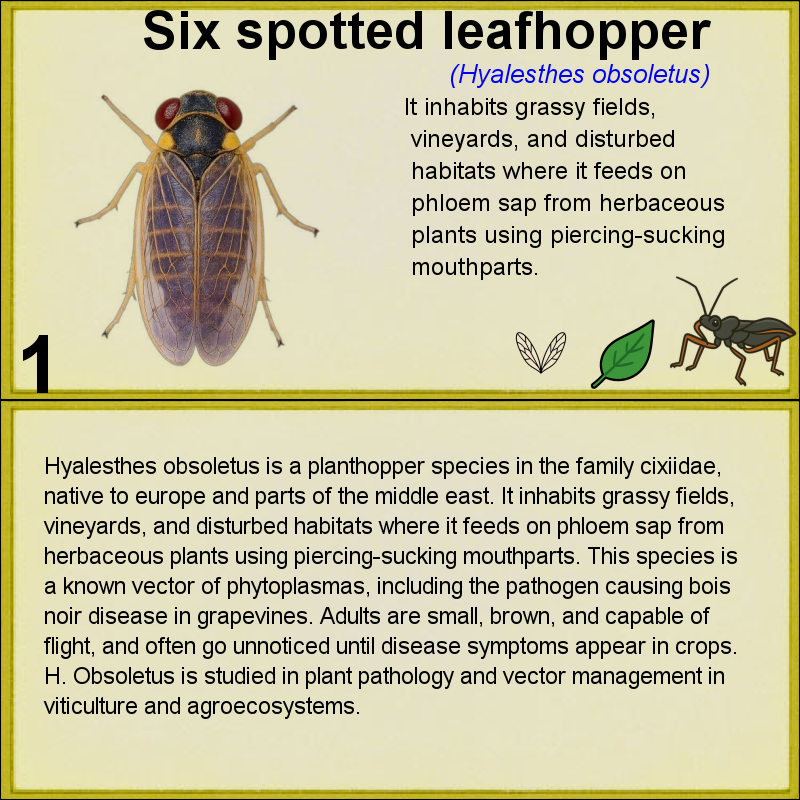 Six spotted leafhopper
(Hyalesthes obsoletus)
It inhabits grassy fields,
vineyards, and disturbed
habitats where it feeds on
phloem sap from herbaceous
plants using piercing-sucking
mouthparts.
1
Hyalesthes obsoletus is a planthopper species in the family cixiidae,
native to europe and parts of the middle east. It inhabits grassy fields,
vineyards, and disturbed habitats where it feeds on phloem sap from
herbaceous plants using piercing-sucking mouthparts. This species is
a known vector of phytoplasmas, including the pathogen causing bois
noir disease in grapevines. Adults are small, brown, and capable of
flight, and often go unnoticed until disease symptoms appear in crops.
H. Obsoletus is studied in plant pathology and vector management in
viticulture and agroecosystems.